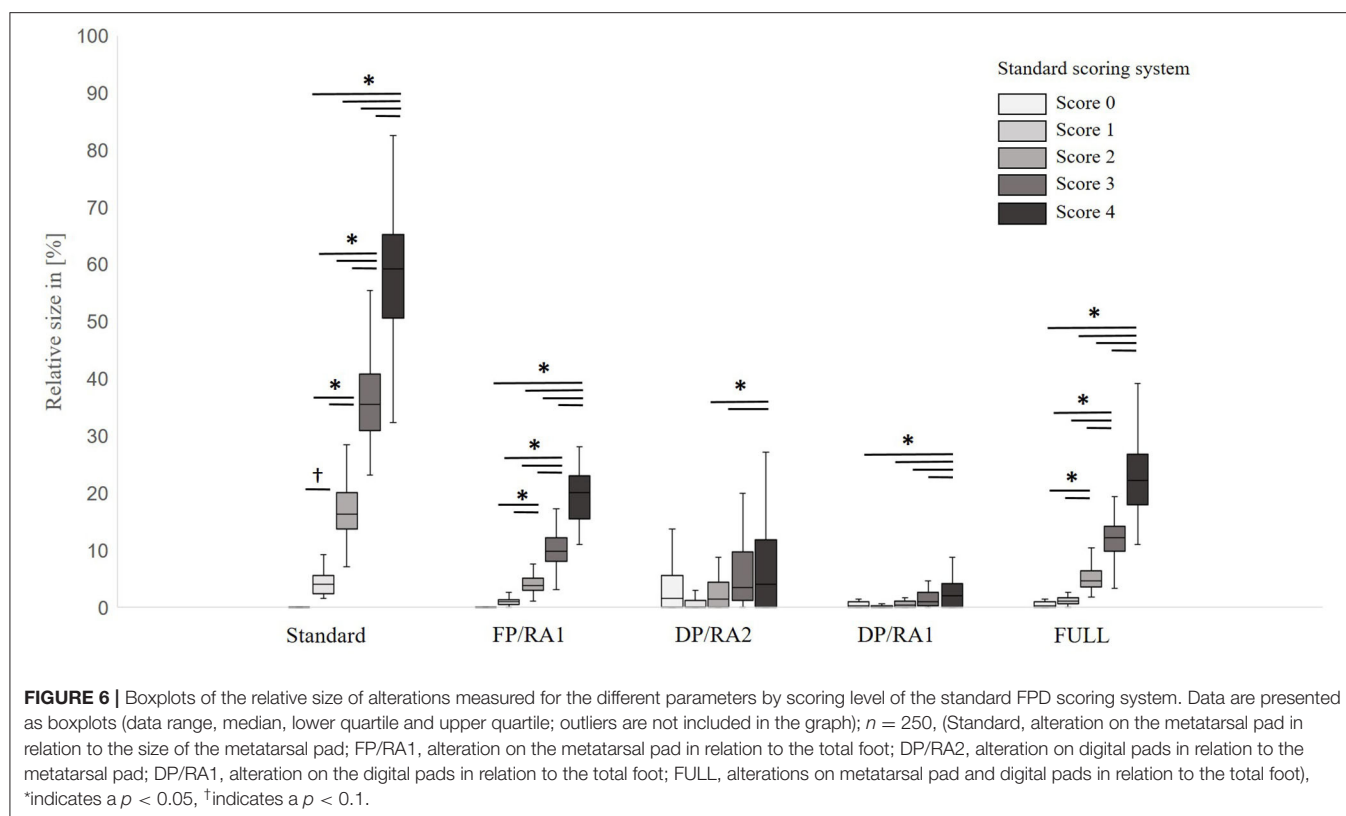 100
90
80
70
60
50
40
30
20
10
0
Relative size in [%]
Standard scoring system
Score 0
Score 1
Score 2
Score 3
Score 4
*
*
*
†
*
*
*
*
*
*
*
*
Standard
FP/RA1
DP/RA2
DP/RA1
FULL
FIGURE 6 | Boxplots of the relative size of alterations measured for the different parameters by scoring level of the standard FPD scoring system. Data are presented
as boxplots (data range, median, lower quartile and upper quartile; outliers are not included in the graph); n = 250, (Standard, alteration on the metatarsal pad in
relation to the size of the metatarsal pad; FP/RA1, alteration on the metatarsal pad in relation to the total foot; DP/RA2, alteration on digital pads in relation to the
metatarsal pad; DP/RA1, alteration on the digital pads in relation to the total foot; FULL, alterations on metatarsal pad and digital pads in relation to the total foot),
*indicates a p < 0.05, †indicates a p < 0.1.